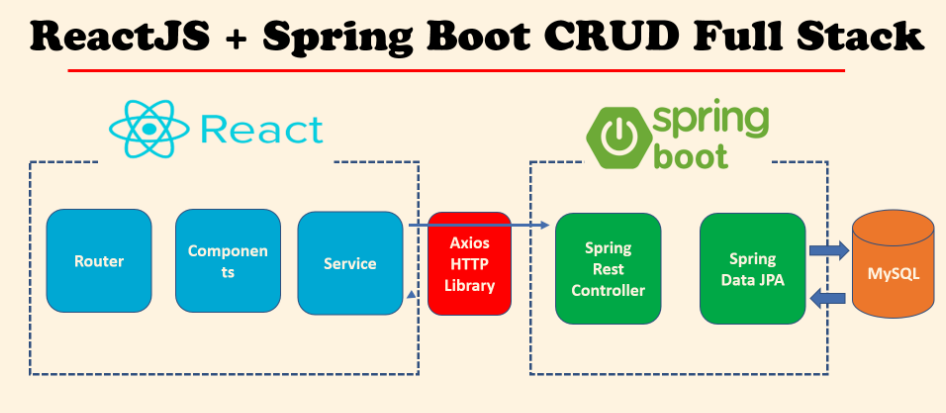 ReactJS + Spring Boot CRUD Full Stack
React
spring
boot
Router
Componen
ts
Service
Axios
HTTP
Library
Spring
Rest
Controller
Spring
Data JPA
MySQL